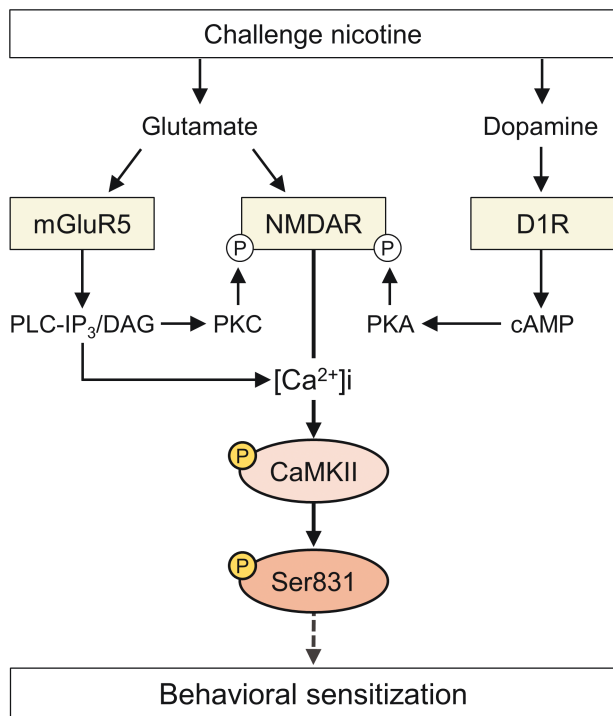 Challenge nicotine
Glutamate Dopamine
mGluR5 NMDAR D1R
P P
PLC-IP₃/DAG PKC PKA cAMP
[Ca²⁺]i
P
CaMKII
P
Ser831
Behavioral sensitization